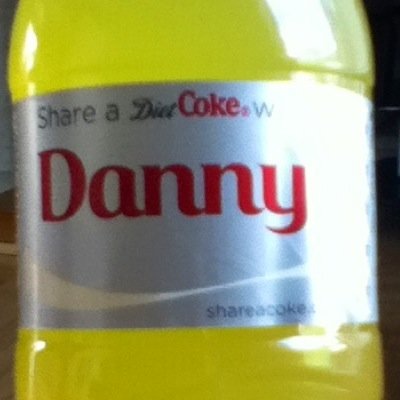 Share a Diet Coke® w
Danny
shareacoke.